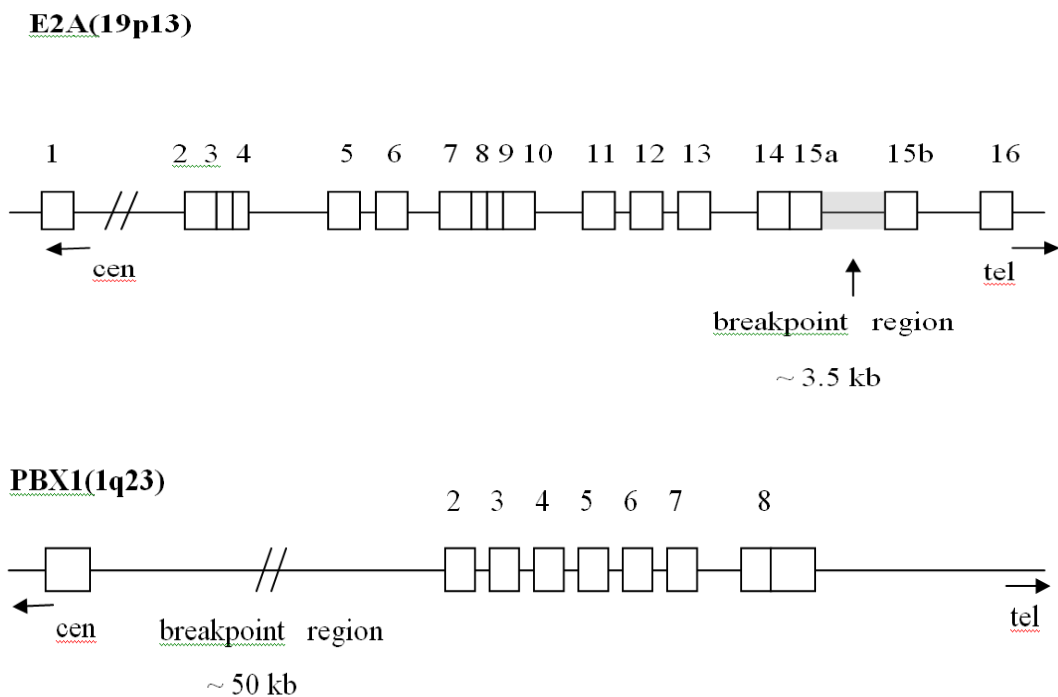 E2A(19p13)
1 2 3 4 5 6 7 8 9 10 11 12 13 14 15a 15b 16
cen tel
breakpoint region
~ 3.5 kb
PBX1(1q23)
2 3 4 5 6 7 8
cen breakpoint region tel
~ 50 kb